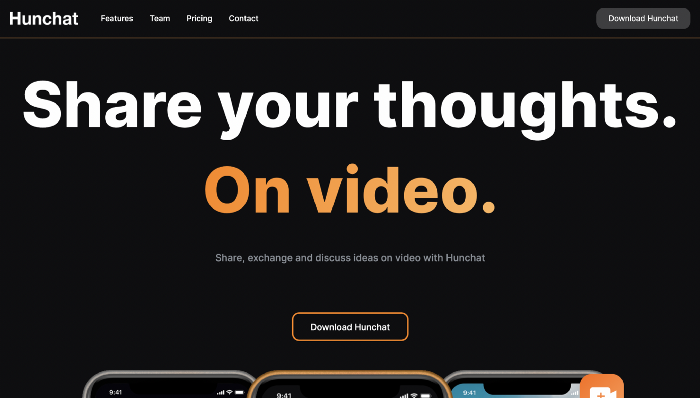 Hunchat
Features
Team
Pricing
Contact
Download Hunchat
Share your thoughts.
On video.
Share, exchange and discuss ideas on video with Hunchat
Download Hunchat
9:41
9:41
9:41